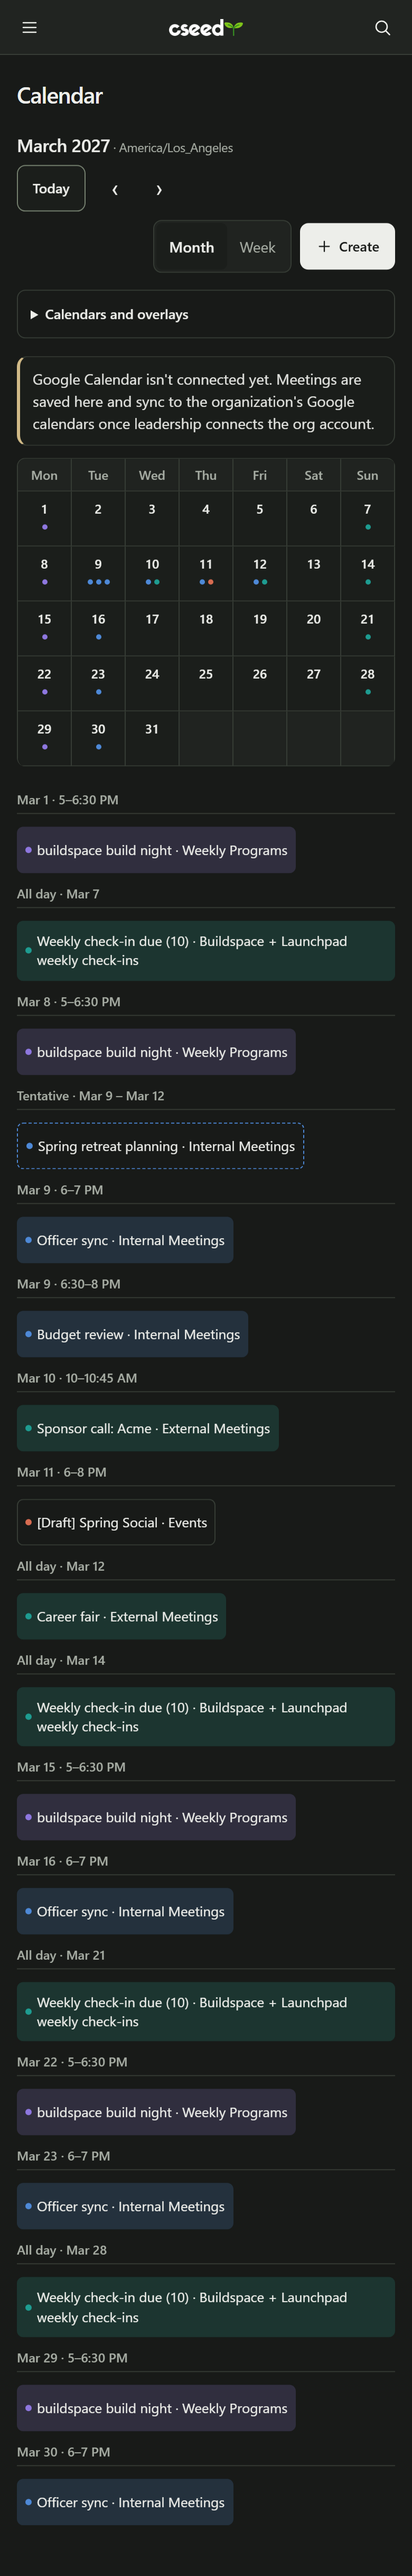 cseed
Calendar
March 2027 · America/Los_Angeles
Today ‹ ›
Month Week + Create
▶ Calendars and overlays
Google Calendar isn't connected yet. Meetings are
saved here and sync to the organization's Google
calendars once leadership connects the org account.
Mon Tue Wed Thu Fri Sat Sun
1 2 3 4 5 6 7
8 9 10 11 12 13 14
15 16 17 18 19 20 21
22 23 24 25 26 27 28
29 30 31
Mar 1 · 5–6:30 PM
buildspace build night · Weekly Programs
All day · Mar 7
Weekly check-in due (10) · Buildspace + Launchpad
weekly check-ins
Mar 8 · 5–6:30 PM
buildspace build night · Weekly Programs
Tentative · Mar 9 – Mar 12
Spring retreat planning · Internal Meetings
Mar 9 · 6–7 PM
Officer sync · Internal Meetings
Mar 9 · 6:30–8 PM
Budget review · Internal Meetings
Mar 10 · 10–10:45 AM
Sponsor call: Acme · External Meetings
Mar 11 · 6–8 PM
[Draft] Spring Social · Events
All day · Mar 12
Career fair · External Meetings
All day · Mar 14
Weekly check-in due (10) · Buildspace + Launchpad
weekly check-ins
Mar 15 · 5–6:30 PM
buildspace build night · Weekly Programs
Mar 16 · 6–7 PM
Officer sync · Internal Meetings
All day · Mar 21
Weekly check-in due (10) · Buildspace + Launchpad
weekly check-ins
Mar 22 · 5–6:30 PM
buildspace build night · Weekly Programs
Mar 23 · 6–7 PM
Officer sync · Internal Meetings
All day · Mar 28
Weekly check-in due (10) · Buildspace + Launchpad
weekly check-ins
Mar 29 · 5–6:30 PM
buildspace build night · Weekly Programs
Mar 30 · 6–7 PM
Officer sync · Internal Meetings